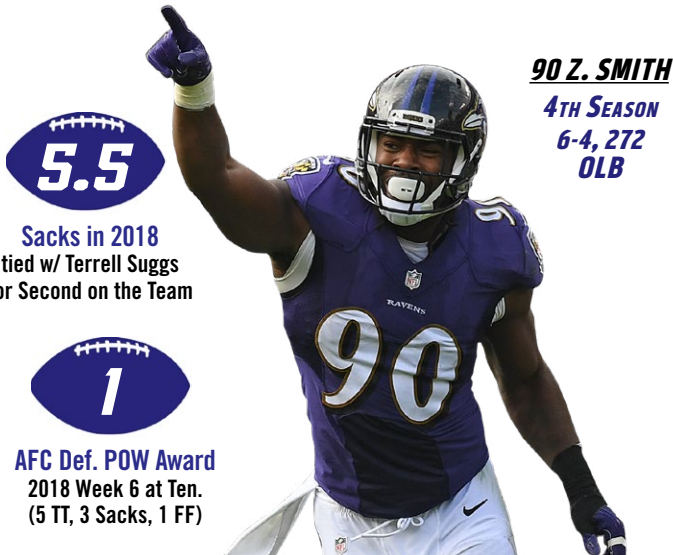 90 Z. SMITH
4TH SEASON
6-4, 272
OLB
5.5
Sacks in 2018
tied w/ Terrell Suggs
or Second on the Team
1
AFC Def. POW Award
2018 Week 6 at Ten.
(5 TT, 3 Sacks, 1 FF)
90
NFL
RAVENS
90